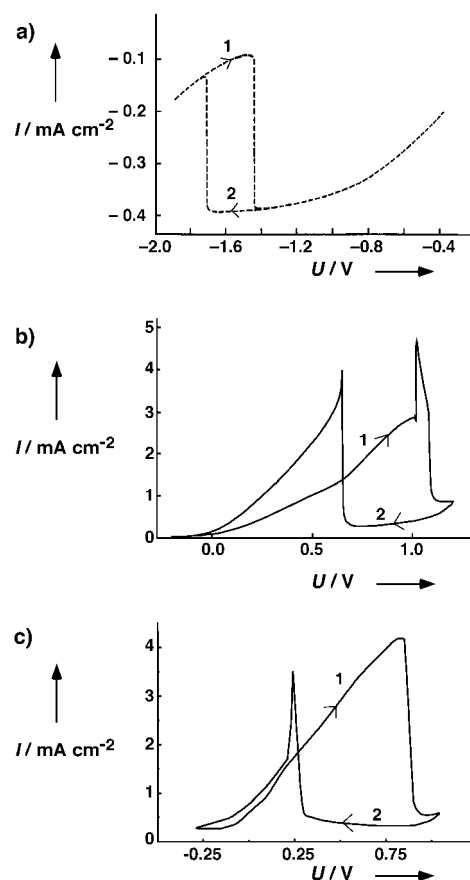 a)
I / mA cm⁻²
– 0.1
– 0.2
– 0.3
– 0.4
1
2
–2.0 –1.6 –1.2 –0.8 –0.4
U / V
b)
I / mA cm⁻²
5
4
3
2
1
0
1
2
0.0 0.5 1.0
U / V
c)
I / mA cm⁻²
4
3
2
1
0
1
2
-0.25 0.25 0.75
U / V